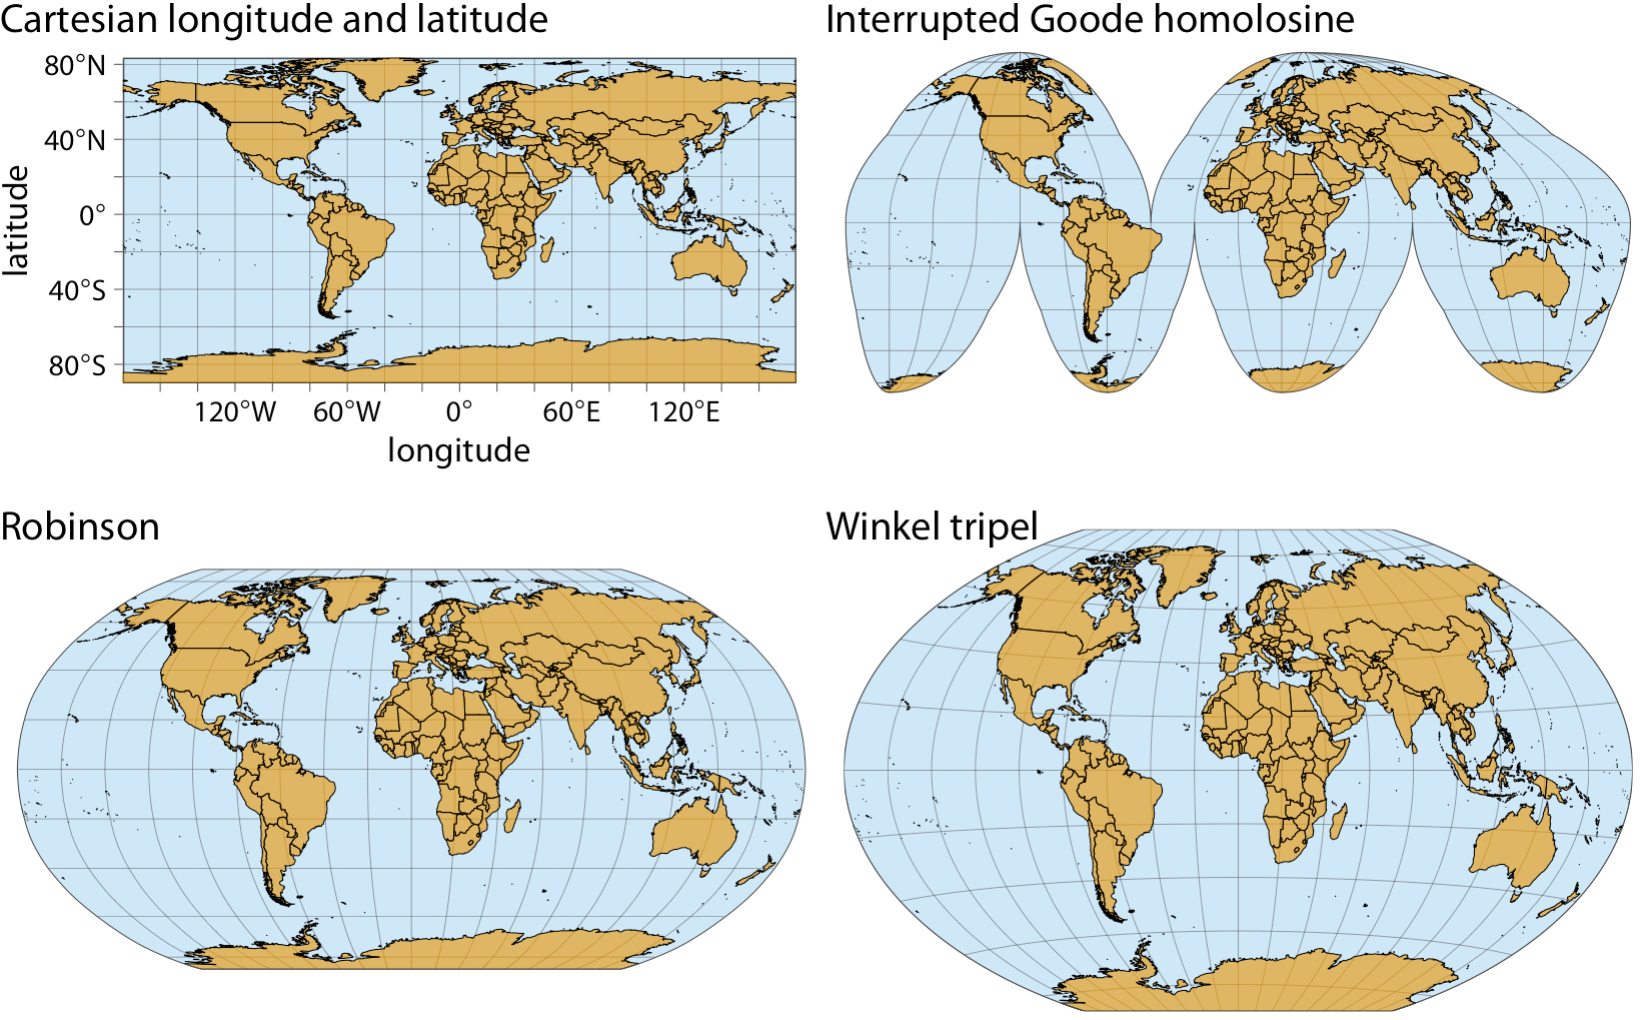 Cartesian longitude and latitude
Interrupted Goode homolosine
80°N
40°N
0°
40°S
80°S
latitude
120°W 60°W 0° 60°E 120°E
longitude
Robinson
Winkel tripel